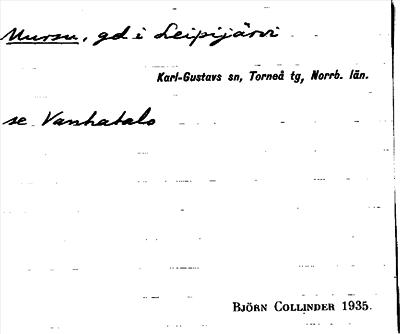 Mursu, gd i Leipijärvi
Karl-Gustavs sn, Torneå tg, Norrb. län.
se Vanhatalo
BJÖRN COLLINDER 1935.